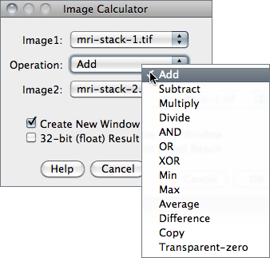 Image Calculator
Image1: mri-stack-1.tif
Operation: Add
Image2: mri-stack-2.
Create New Window
32-bit (float) Result
Help Cancel
Add
Subtract
Multiply
Divide
AND
OR
XOR
Min
Max
Average
Difference
Copy
Transparent-zero